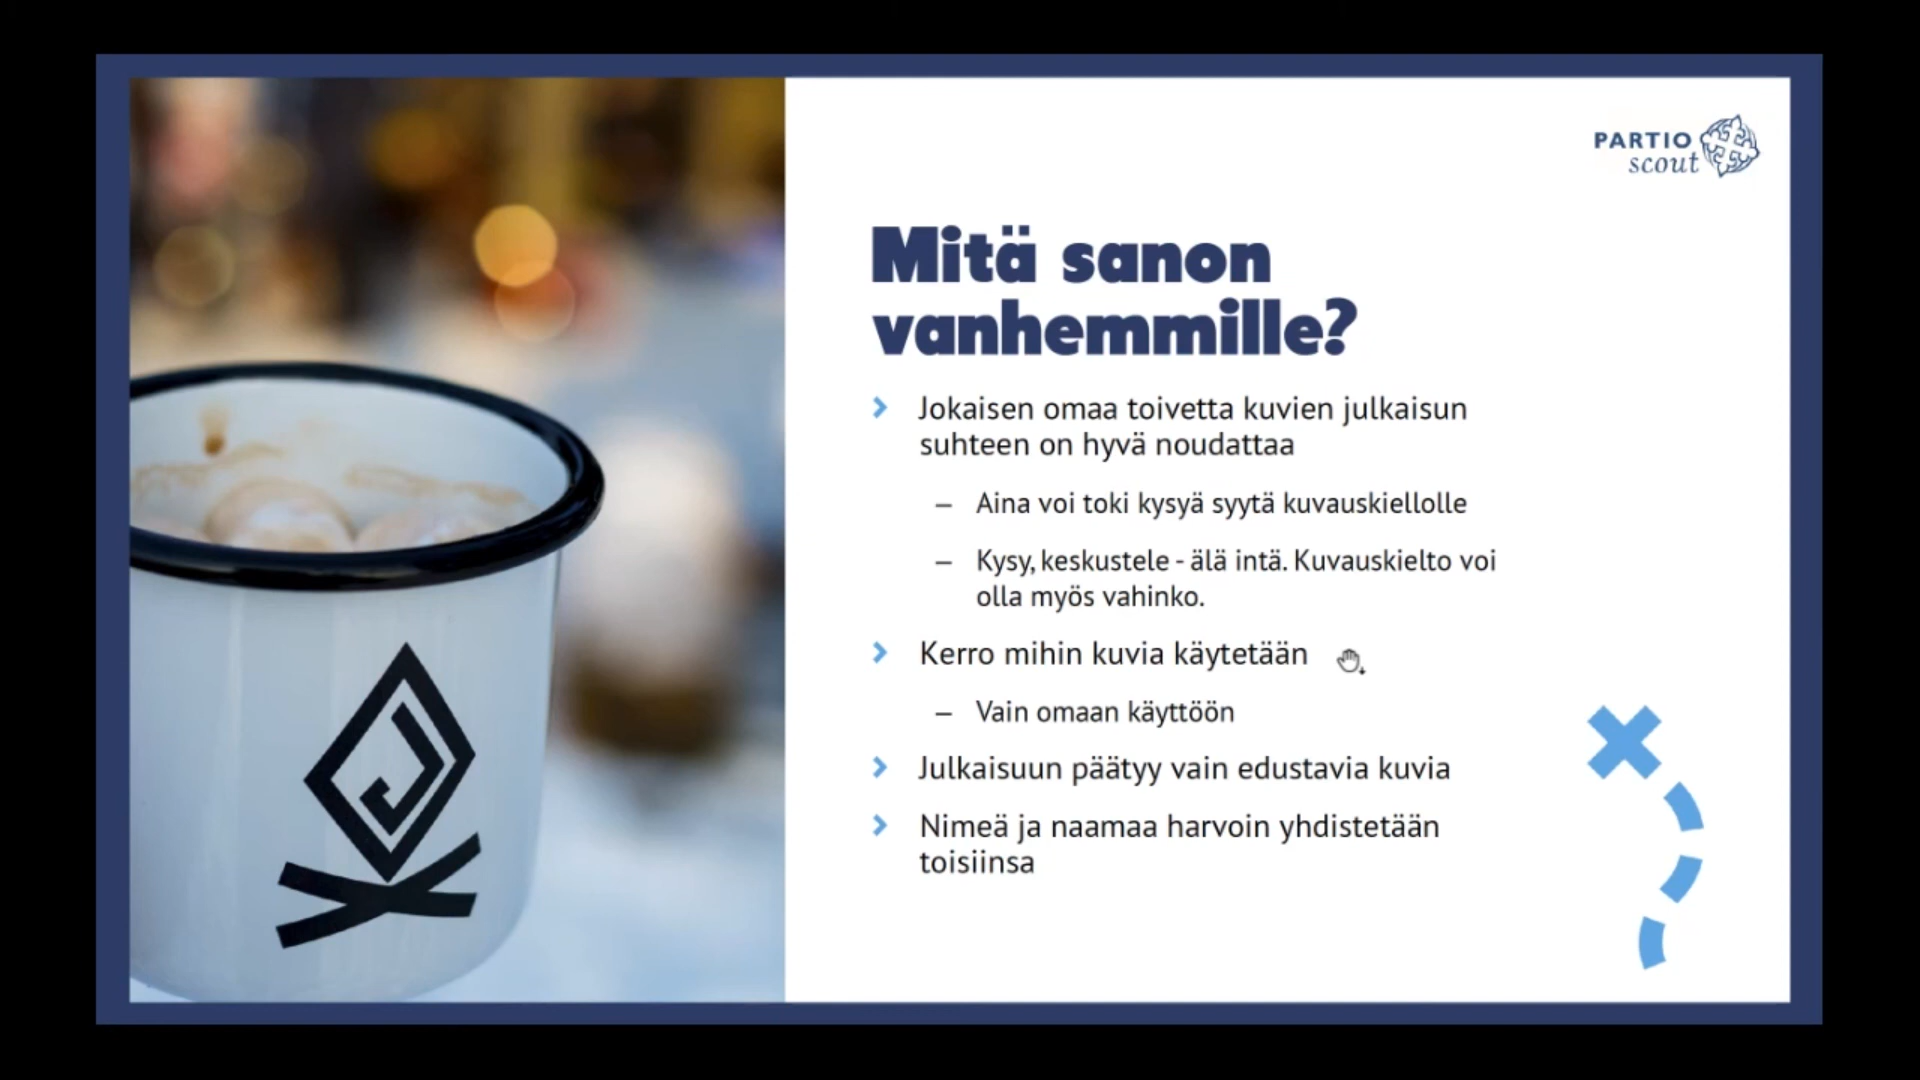 PARTIO
scout
Mitä sanon
vanhemmille?
Jokaisen omaa toivetta kuvien julkaisun
suhteen on hyvä noudattaa
– Aina voi toki kysyä syytä kuvauskiellolle
– Kysy, keskustele - älä intä. Kuvauskielto voi
olla myös vahinko.
Kerro mihin kuvia käytetään
– Vain omaan käyttöön
Julkaisuun päätyy vain edustavia kuvia
Nimeä ja naamaa harvoin yhdistetään
toisiinsa